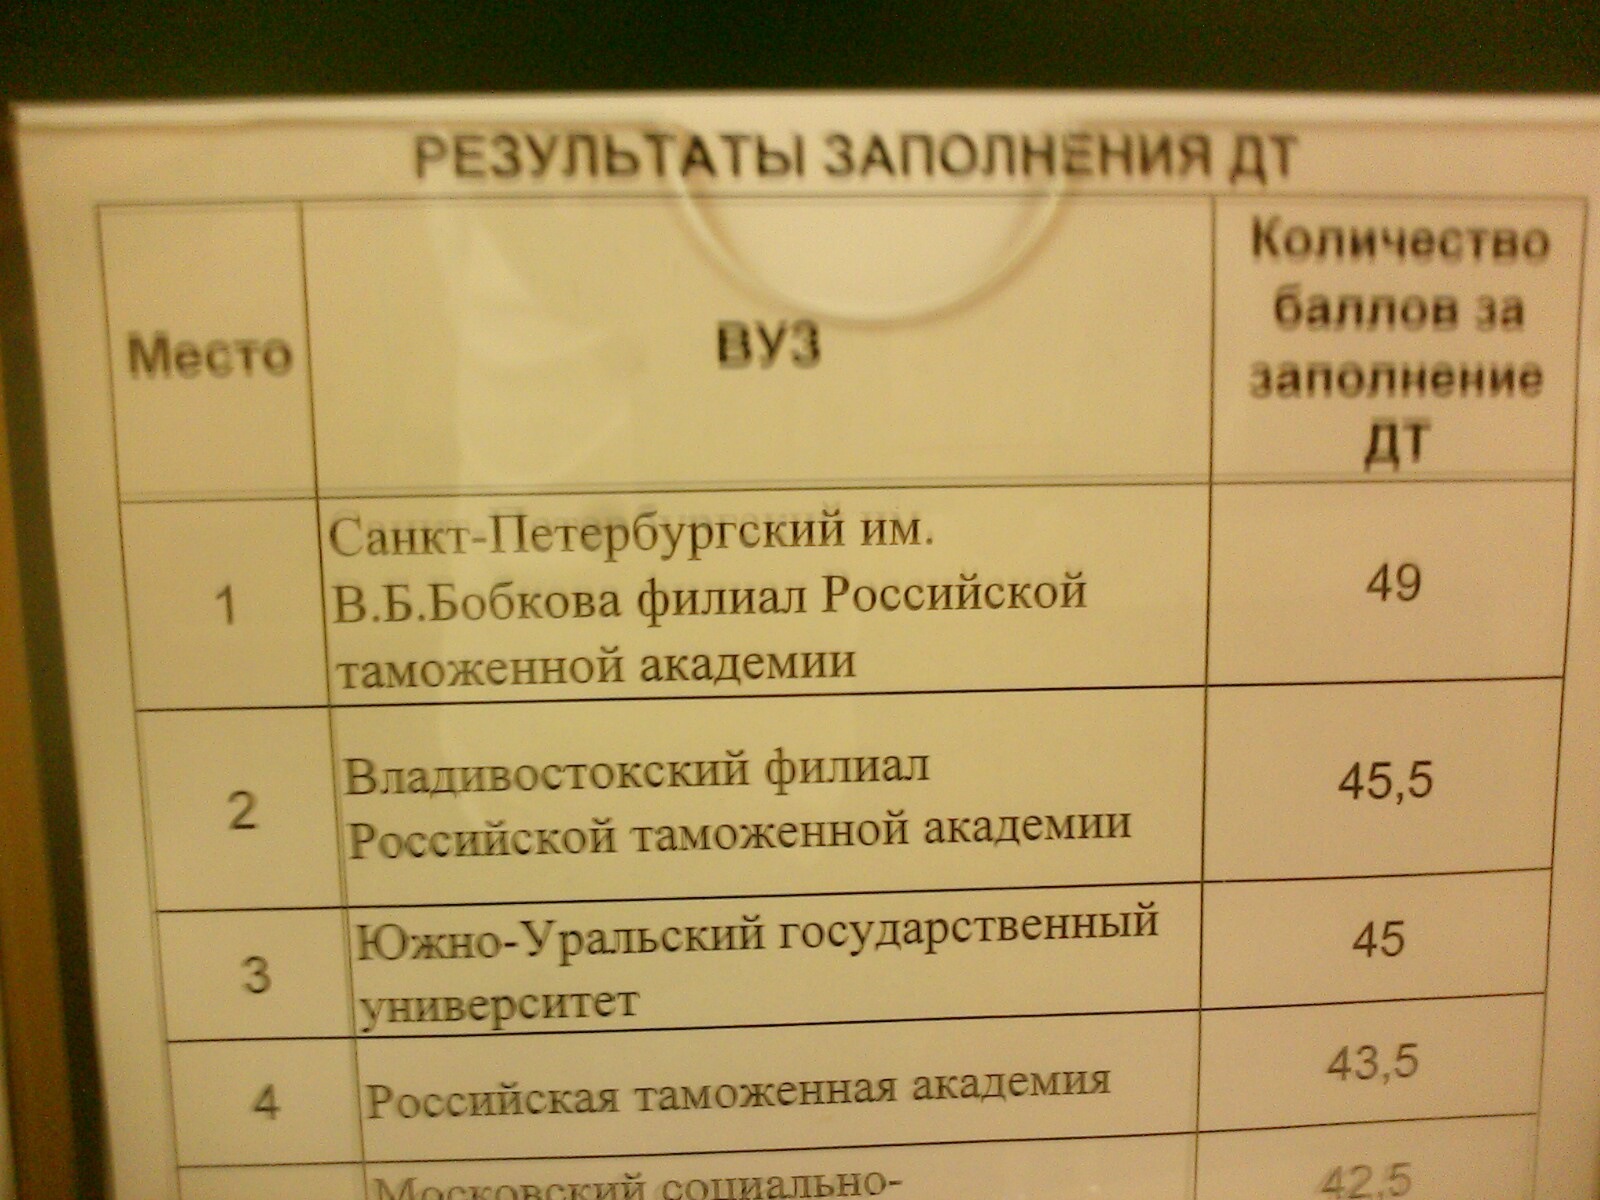 РЕЗУЛЬТАТЫ ЗАПОЛНЕНИЯ ДТ
Место
ВУЗ
Количество
баллов за
заполнение
ДТ
1
Санкт-Петербургский им.
В.Б.Бобкова филиал Российской
таможенной академии
49
2
Владивостокский филиал
Российской таможенной академии
45,5
3
Южно-Уральский государственный
университет
45
4
Российская таможенная академия
43,5
Московский социально-
42,5